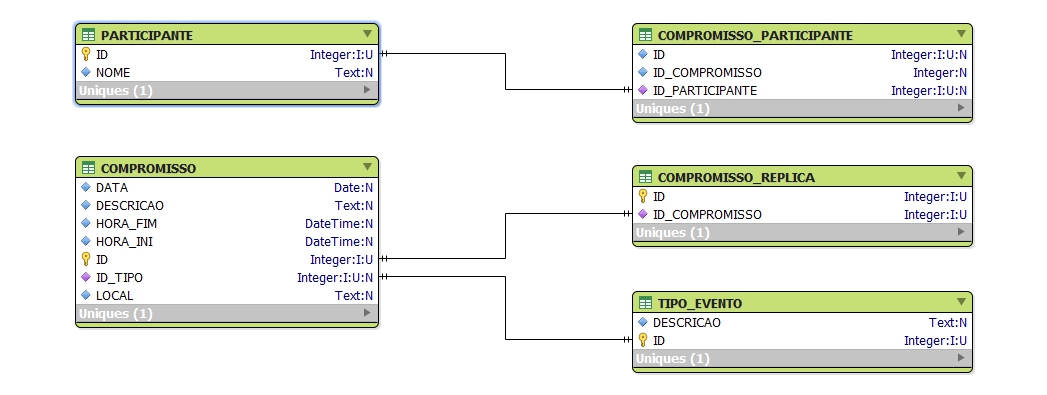 PARTICIPANTE
ID Integer:I:U
NOME Text:N
Uniques (1)
COMPROMISSO_PARTICIPANTE
ID Integer:I:U:N
ID_COMPROMISSO Integer:N
ID_PARTICIPANTE Integer:I:U:N
Uniques (1)
COMPROMISSO
DATA Date:N
DESCRICAO Text:N
HORA_FIM DateTime:N
HORA_INI DateTime:N
ID Integer:I:U
ID_TIPO Integer:I:U:N
LOCAL Text:N
Uniques (1)
COMPROMISSO_REPLICA
ID Integer:I:U
ID_COMPROMISSO Integer:I:U
Uniques (1)
TIPO_EVENTO
DESCRICAO Text:N
ID Integer:I:U
Uniques (1)